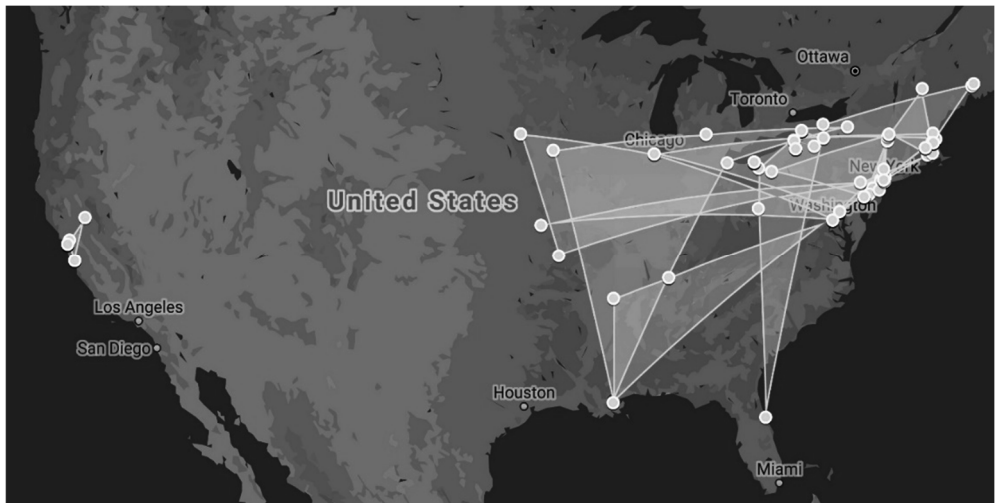 Ottawa
Toronto
Chicago
New York
United States
Washington
Los Angeles
San Diego
Houston
Miami